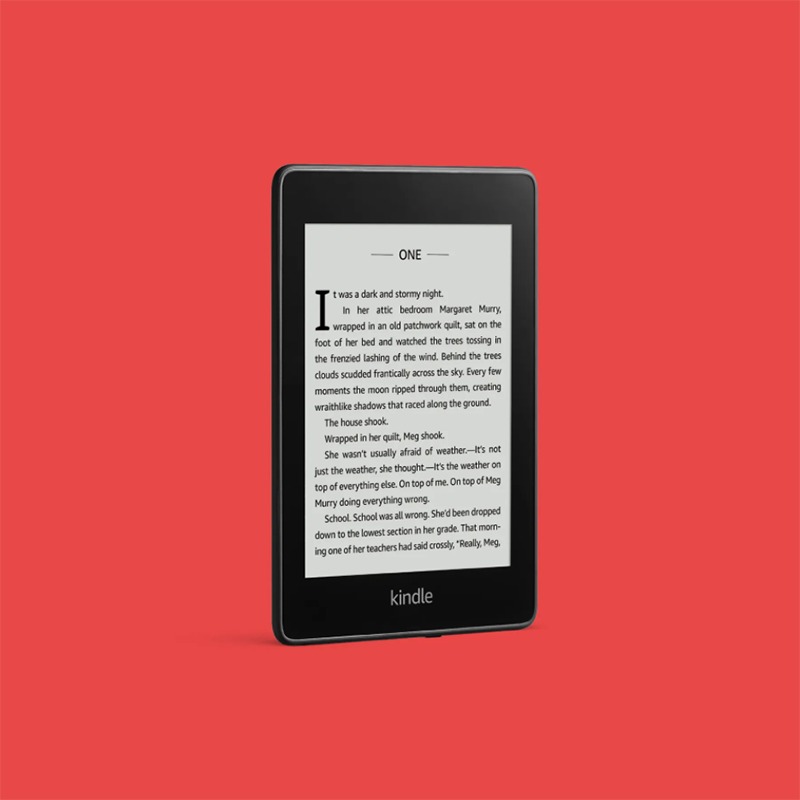 ONE
It was a dark and stormy night.
In her attic bedroom Margaret Murry,
wrapped in an old patchwork quilt, sat on the
foot of her bed and watched the trees tossing in
the frenzied lashing of the wind. Behind the trees
clouds scudded frantically across the sky. Every few
moments the moon ripped through them, creating
wraithlike shadows that raced along the ground.
The house shook.
Wrapped in her quilt, Meg shook.
She wasn't usually afraid of weather.—It's not
just the weather, she thought.—It's the weather on
top of everything else. On top of me. On top of Meg
Murry doing everything wrong.
School. School was all wrong. She'd been dropped
down to the lowest section in her grade. That morn-
ing one of her teachers had said crossly, "Really, Meg,
kindle